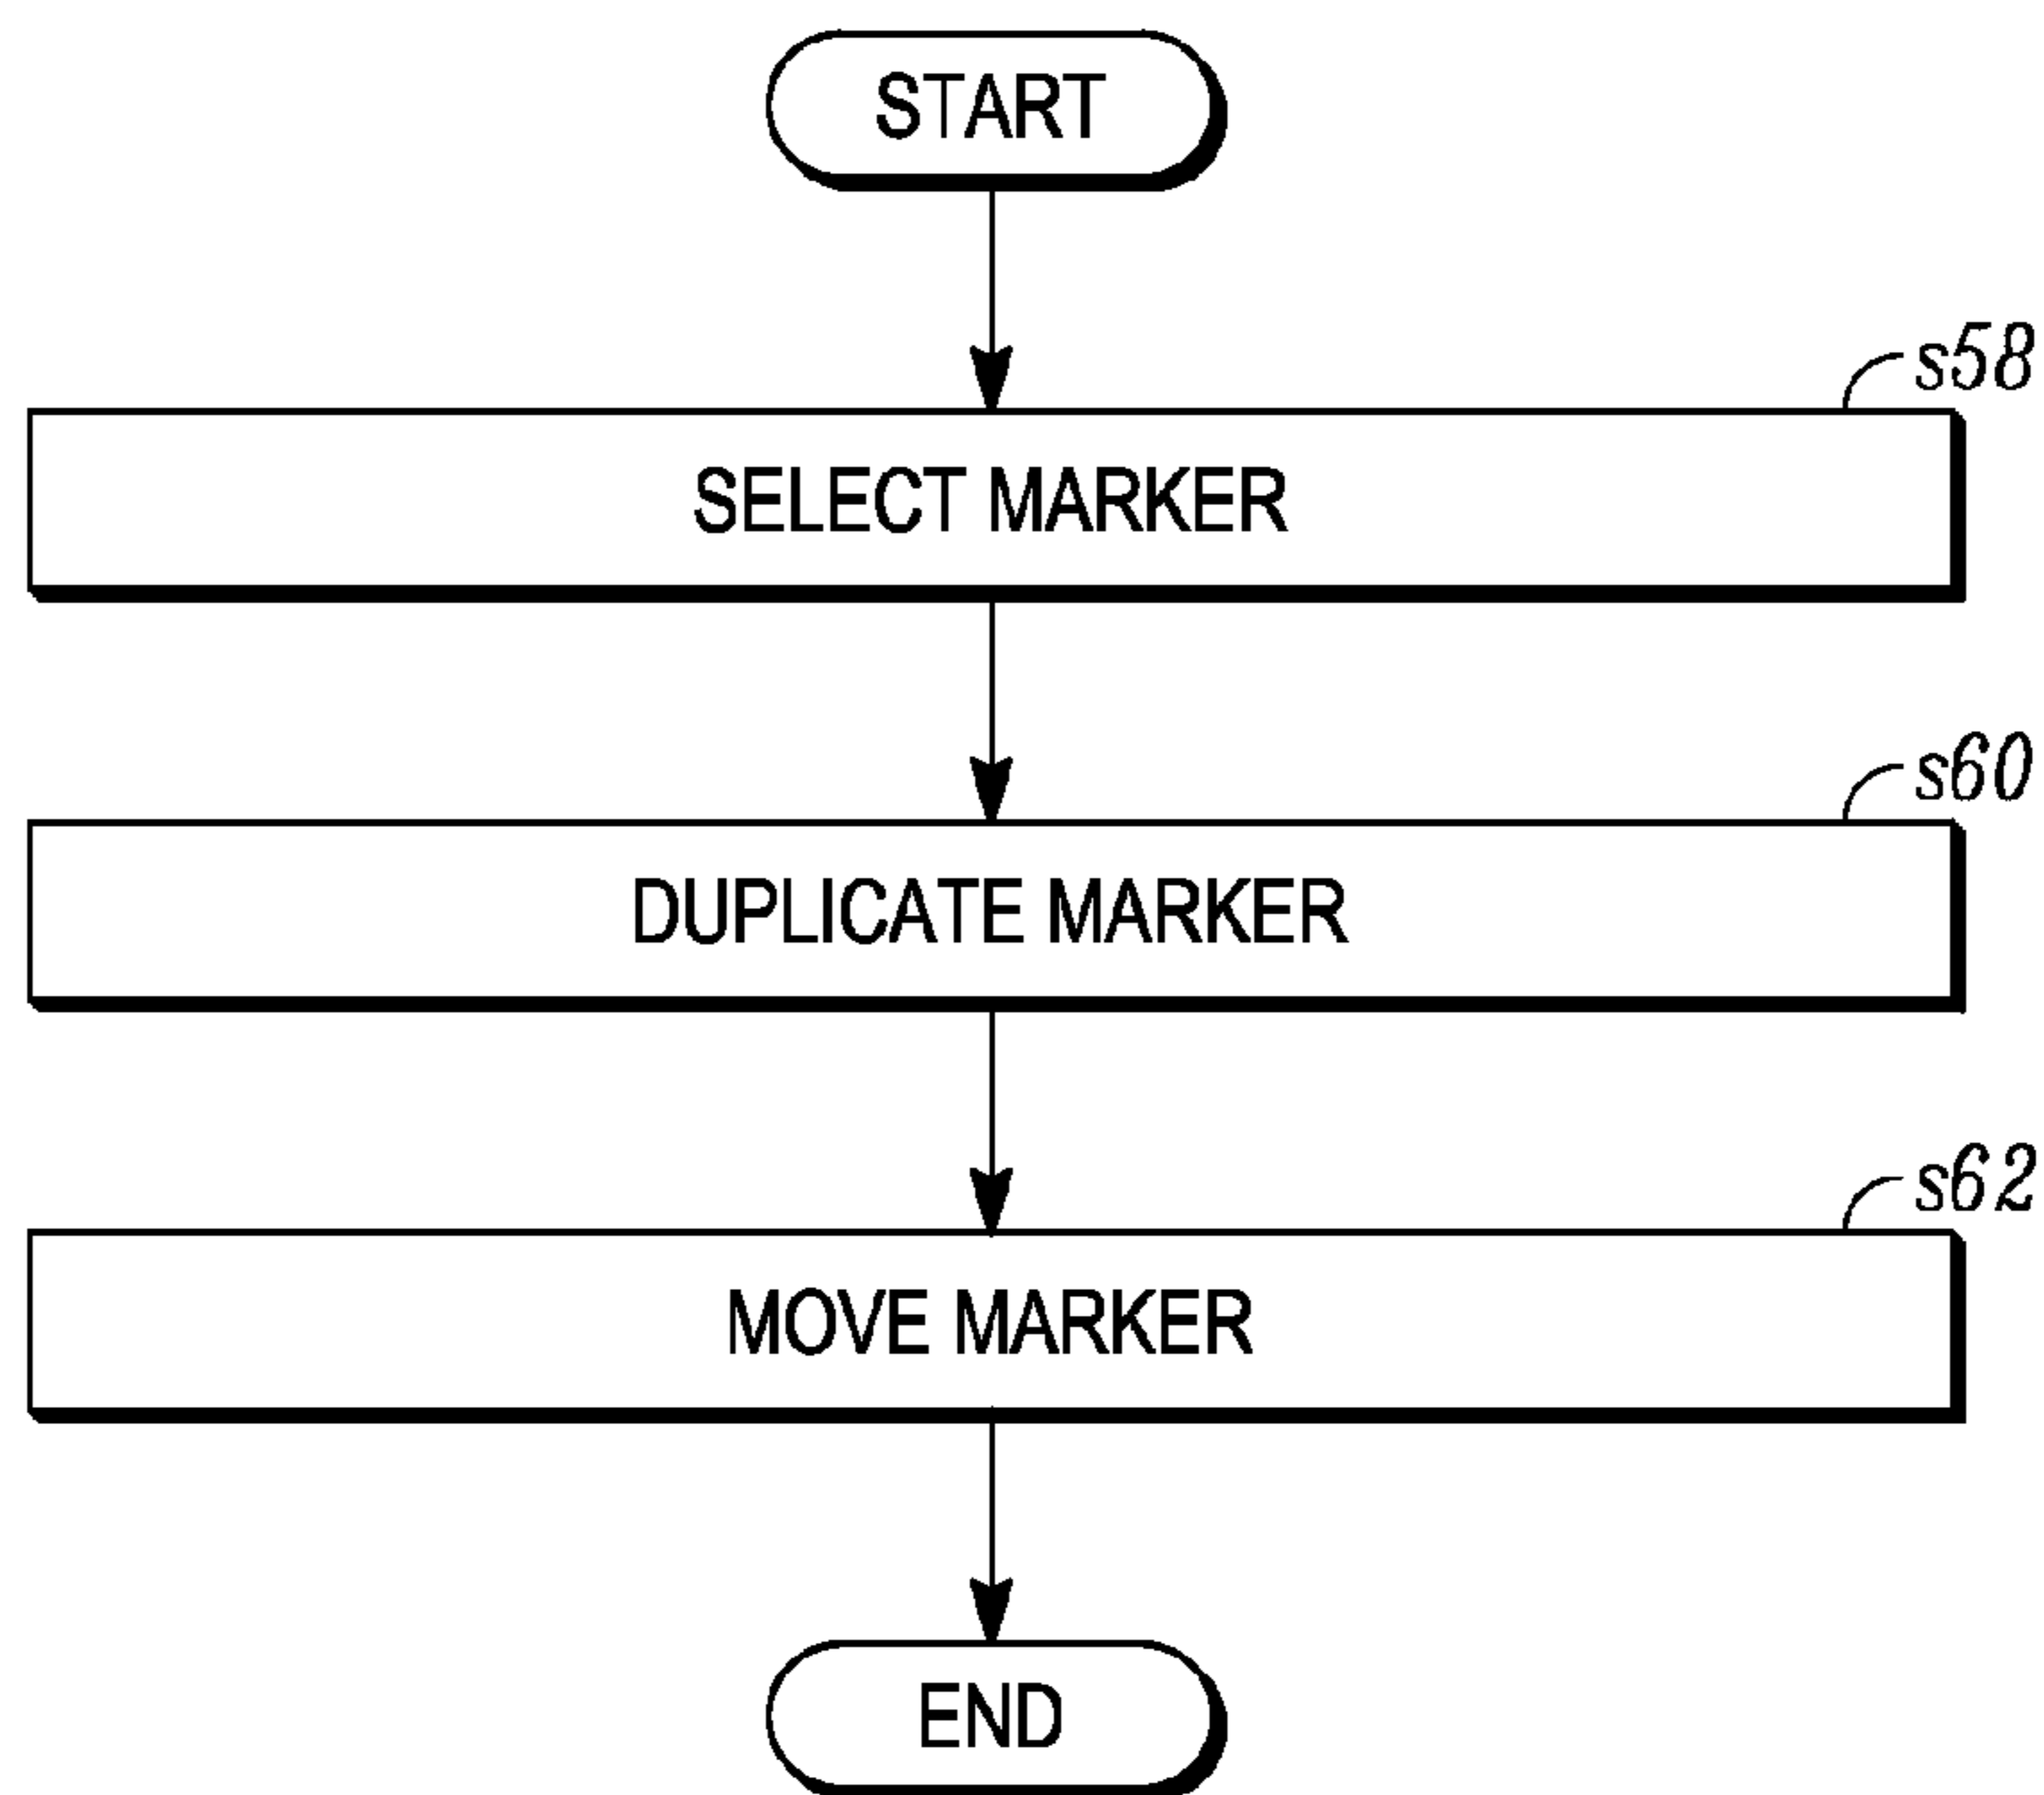 START
s58
SELECT MARKER
s60
DUPLICATE MARKER
s62
MOVE MARKER
END